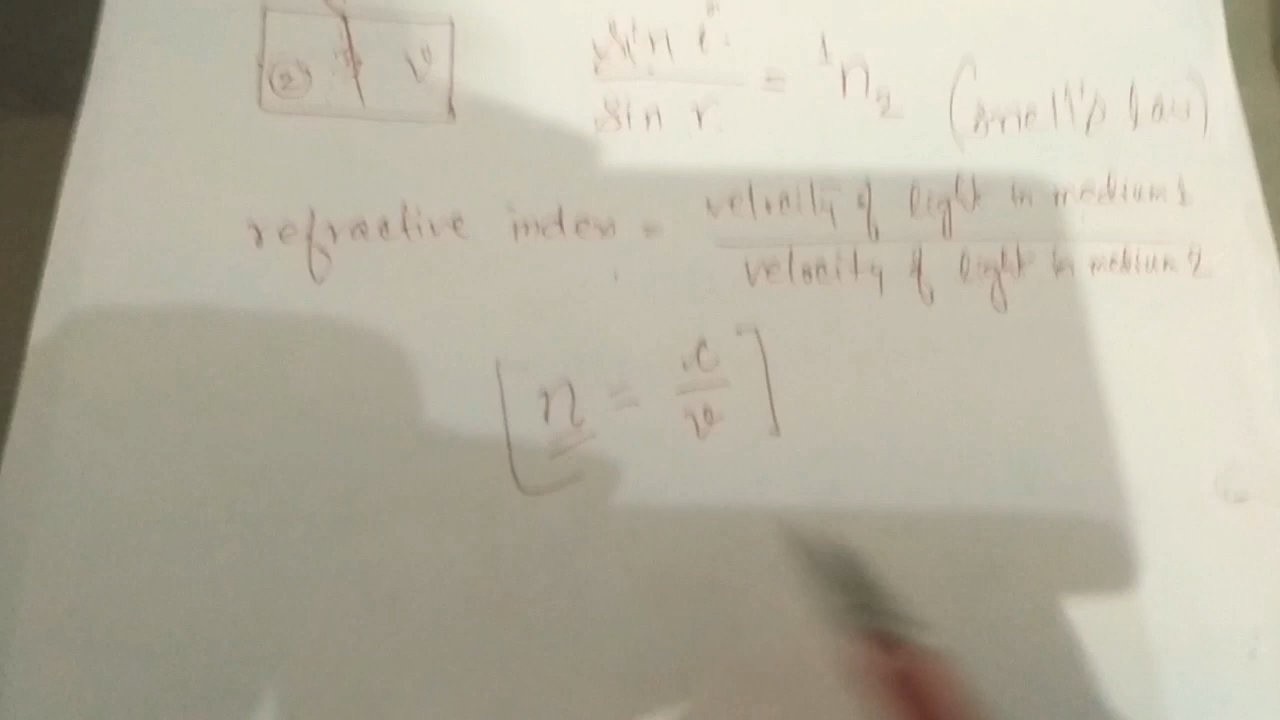 ② v
sin i
sin r
= ¹n₂ (snell's law)
refractive index = velocity of light in medium 1
velocity of light in medium 2
[n = c
v]